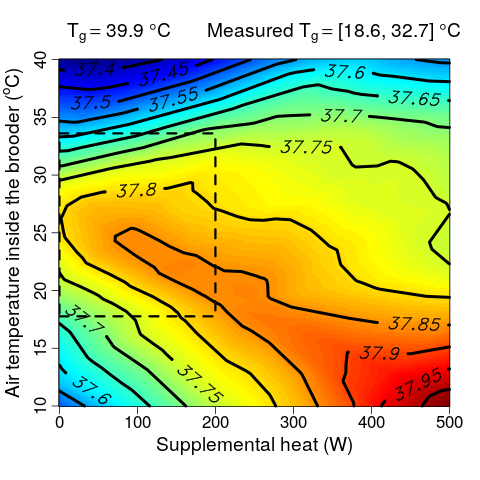 Tg = 39.9 °C Measured Tg = [18.6, 32.7] °C
37.4 37.45 37.6
37.5 37.55 37.65
37.7
37.75
37.8
37.7 37.85
37.9
37.6 37.75 37.95
40
35
30
25
20
15
10
Air temperature inside the brooder (°C)
0 100 200 300 400 500
Supplemental heat (W)